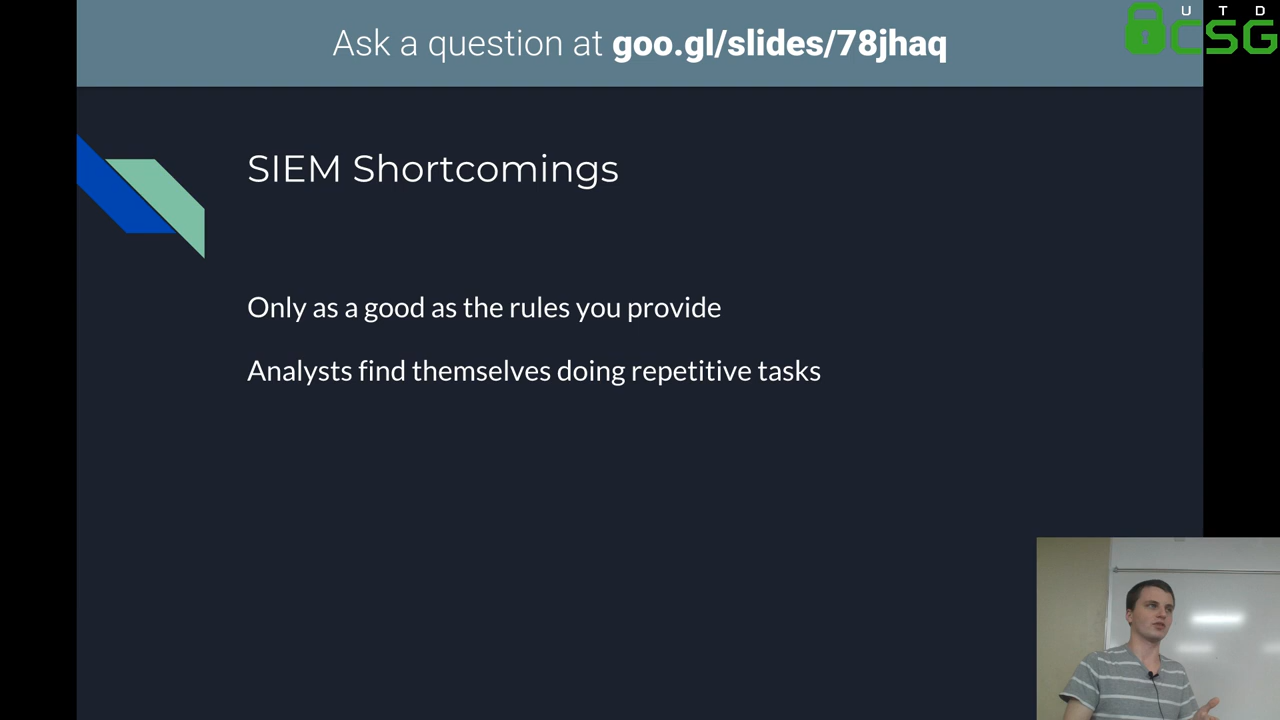 Ask a question at goo.gl/slides/78jhaq
U T D
CSG
SIEM Shortcomings
Only as a good as the rules you provide
Analysts find themselves doing repetitive tasks